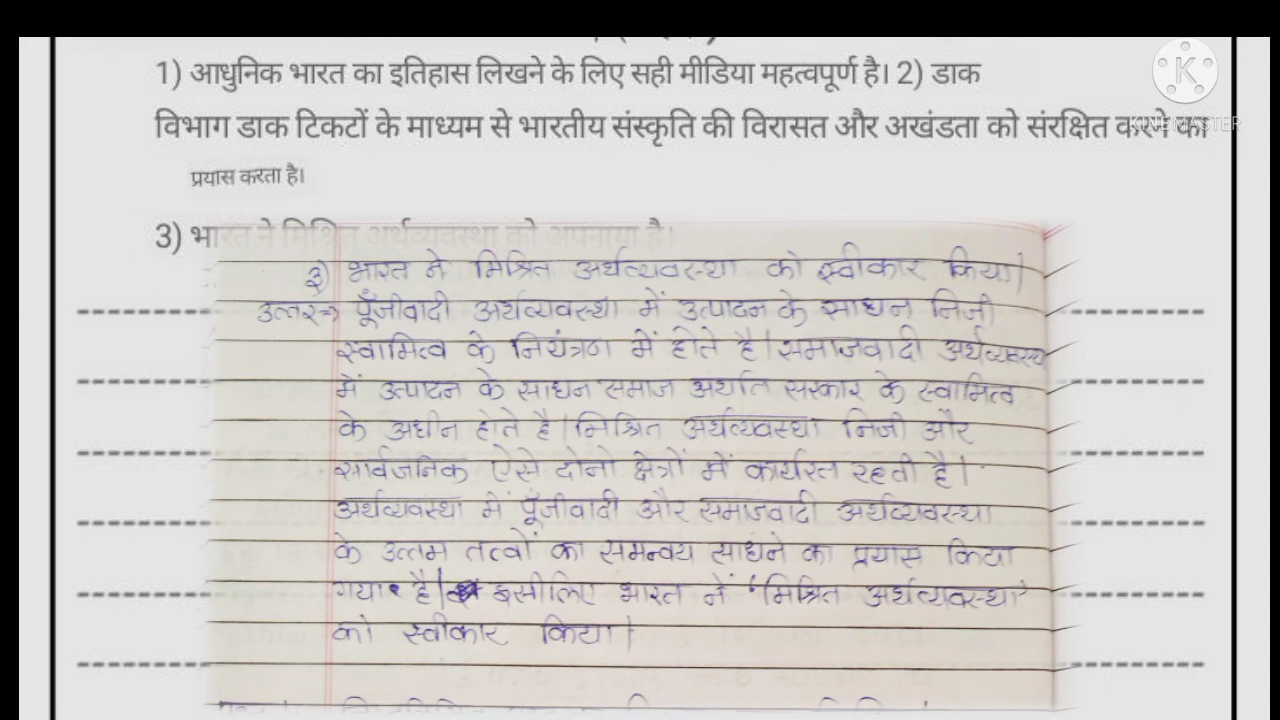 1) आधुनिक भारत का इतिहास लिखने के लिए सही मीडिया महत्वपूर्ण है। 2) डाक
विभाग डाक टिकटों के माध्यम से भारतीय संस्कृति की विरासत और अखंडता को संरक्षित करने का
KINEMASTER
प्रयास करता है।
3) भारत ने मिश्रित अर्थव्यवस्था को अपनाया है।
३) भारत ने मिश्रित अर्थव्यवस्था को स्वीकार किया।
उत्तर⇒ पूँजीवादी अर्थव्यवस्था में उत्पादन के साधन निजी
स्वामित्व के नियंत्रण में होते है। समाजवादी अर्थव्यवस्था
में उत्पादन के साधन समाज अर्थात सरकार के स्वामित्व
के अधीन होते है। मिश्रित अर्थव्यवस्था निजी और
सार्वजनिक ऐसे दोनो क्षेत्रों में कार्यरत रहती है।
अर्थव्यवस्था में पूँजीवादी और समाजवादी अर्थव्यवस्था
के उत्तम तत्वों का समन्वय साधने का प्रयास किया
गया है। इसीलिए भारत ने 'मिश्रित अर्थव्यवस्था'
को स्वीकार किया।